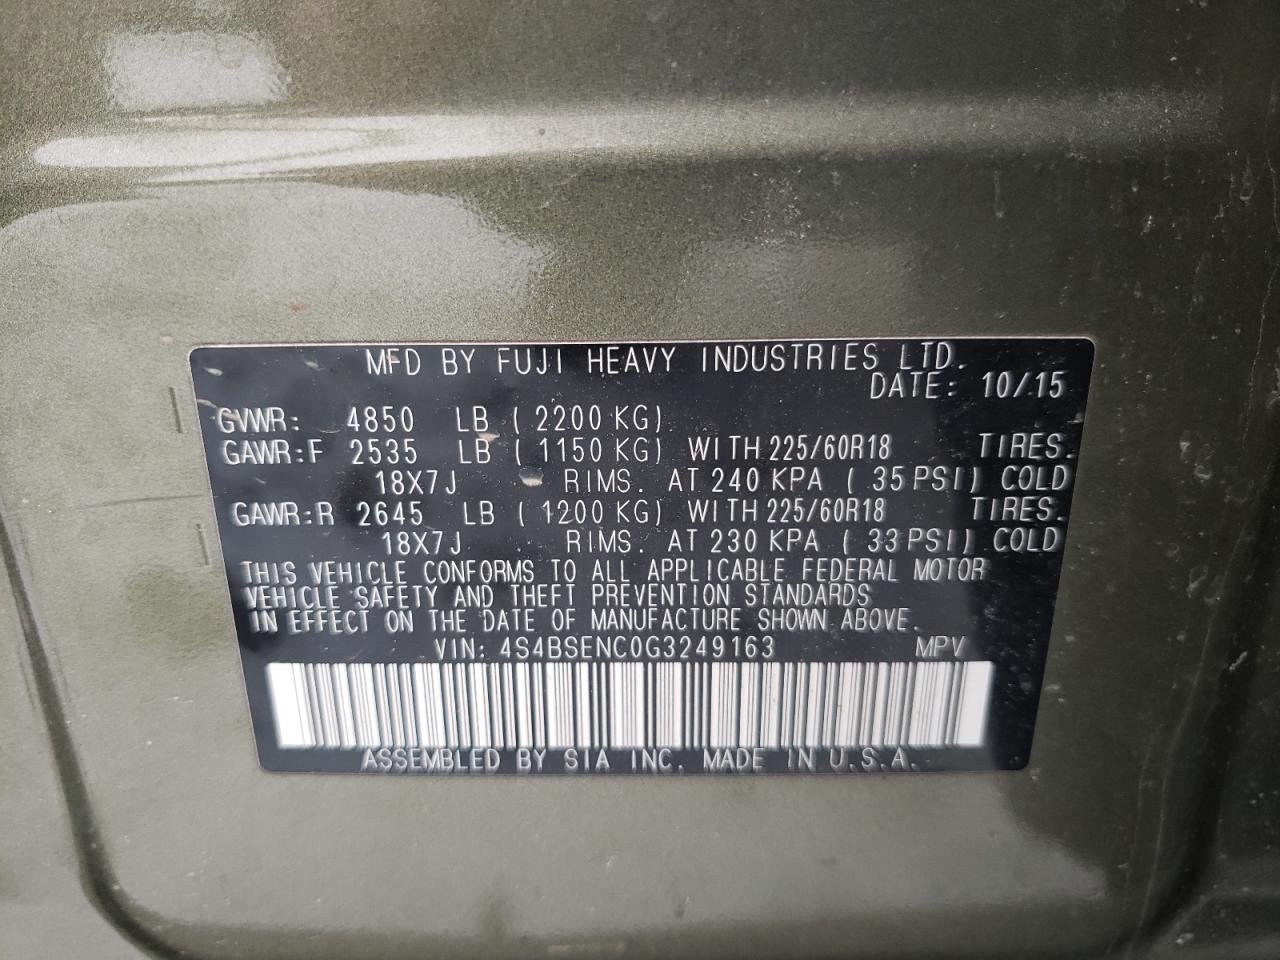 MFD BY FUJI HEAVY INDUSTRIES LTD.
DATE: 10/15
GVWR: 4850 LB (2200 KG)
GAWR:F 2535 LB (1150 KG) WITH 225/60R18 TIRES.
18X7J RIMS. AT 240 KPA (35 PSI) COLD
GAWR:R 2645 LB (1200 KG) WITH 225/60R18 TIRES.
18X7J RIMS. AT 230 KPA (33 PSI) COLD
THIS VEHICLE CONFORMS TO ALL APPLICABLE FEDERAL MOTOR
VEHICLE SAFETY AND THEFT PREVENTION STANDARDS
IN EFFECT ON THE DATE OF MANUFACTURE SHOWN ABOVE.
VIN: 4S4BSENC0G3249163 MPV
ASSEMBLED BY SIA INC. MADE IN U.S.A.